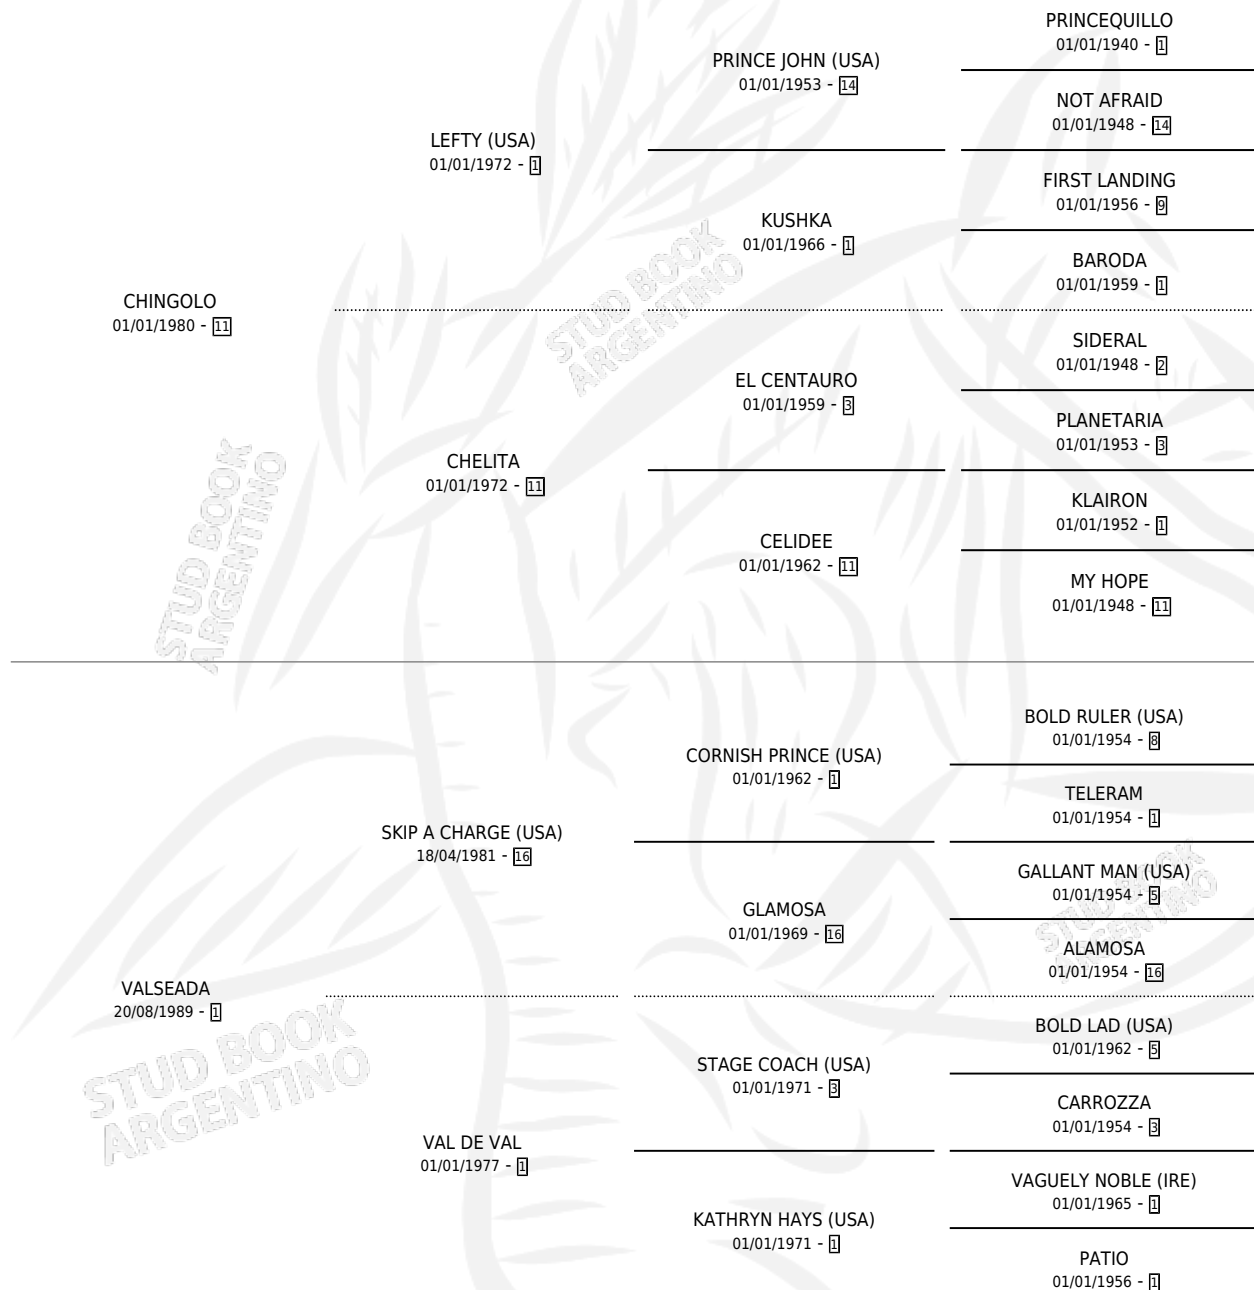 PRINCEQUILLO
01/01/1940 - 1
PRINCE JOHN (USA)
01/01/1953 - 14
NOT AFRAID
01/01/1948 - 14
LEFTY (USA)
01/01/1972 - 1
FIRST LANDING
01/01/1956 - 9
KUSHKA
01/01/1966 - 1
BARODA
01/01/1959 - 1
CHINGOLO
01/01/1980 - 11
SIDERAL
01/01/1948 - 2
EL CENTAURO
01/01/1959 - 3
PLANETARIA
01/01/1953 - 3
CHELITA
01/01/1972 - 11
KLAIRON
01/01/1952 - 1
CELIDEE
01/01/1962 - 11
MY HOPE
01/01/1948 - 11
STUD BOOK
ARGENTINO
STUD BOOK
ARGENTINO
BOLD RULER (USA)
01/01/1954 - 8
CORNISH PRINCE (USA)
01/01/1962 - 1
TELERAM
01/01/1954 - 1
SKIP A CHARGE (USA)
18/04/1981 - 16
GALLANT MAN (USA)
01/01/1954 - 5
GLAMOSA
01/01/1969 - 16
ALAMOSA
01/01/1954 - 16
VALSEADA
20/08/1989 - 1
BOLD LAD (USA)
01/01/1962 - 5
STAGE COACH (USA)
01/01/1971 - 3
CARROZZA
01/01/1954 - 3
VAL DE VAL
01/01/1977 - 1
VAGUELY NOBLE (IRE)
01/01/1965 - 1
KATHRYN HAYS (USA)
01/01/1971 - 1
PATIO
01/01/1956 - 1
STUD BOOK
ARGENTINO
STUD BOOK
ARGENTINO